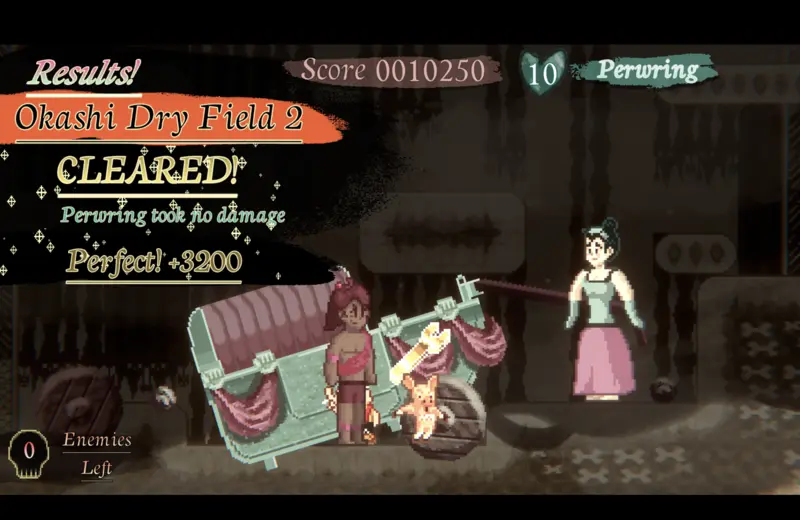 Results!
Score 0010250
10
Perwring
Okashi Dry Field 2
CLEARED!
Perwring took no damage
Perfect! +3200
0
Enemies
Left